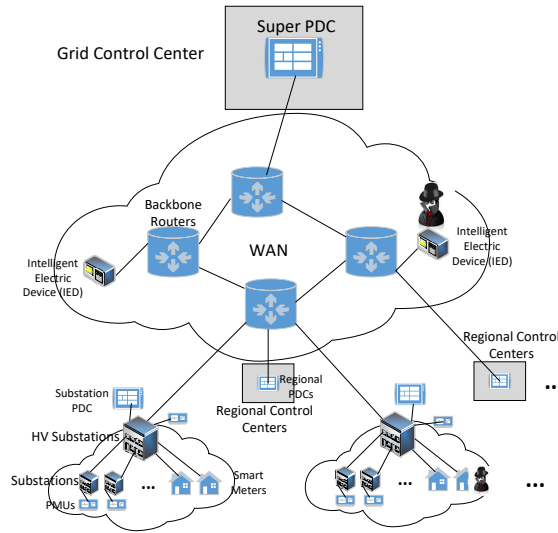 Super PDC
Grid Control Center
Backbone
Routers
WAN
Intelligent
Electric
Device (IED)
Intelligent
Electric
Device (IED)
Regional Control
Centers
...
Substation
PDC
Regional
PDCs
Regional Control
Centers
HV Substations
Substations
...
Smart
Meters
PMUs
...
...